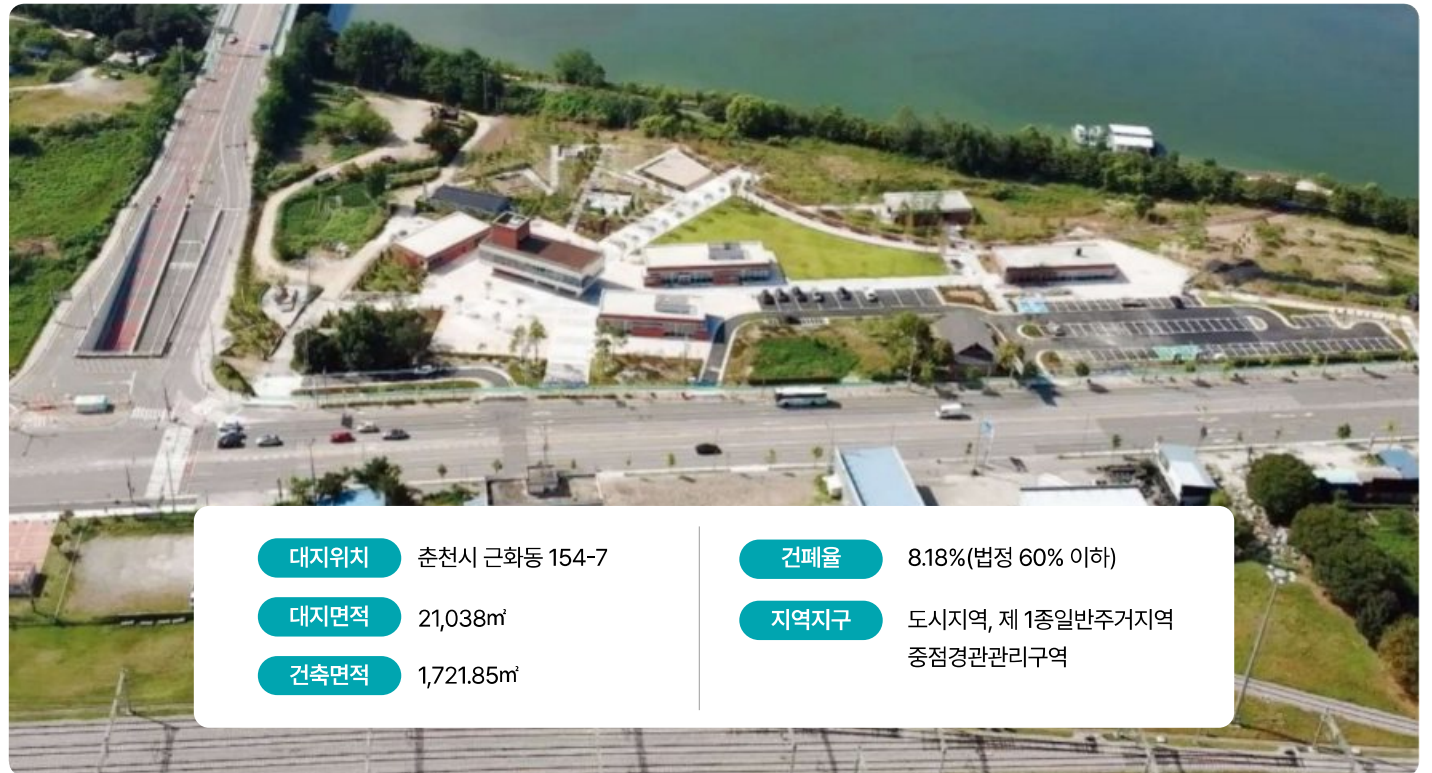 대지위치 춘천시 근화동 154-7
대지면적 21,038㎡
건축면적 1,721.85㎡
건폐율 8.18%(법정 60% 이하)
지역지구 도시지역, 제 1종일반주거지역
중점경관관리구역